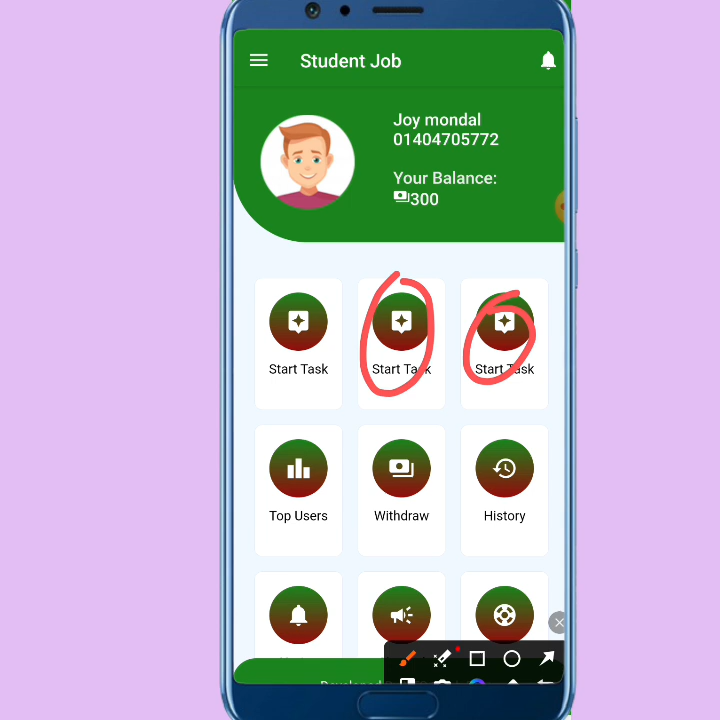 Student Job
Joy mondal
01404705772
Your Balance:
300
Start Task
Start Task
Start Task
Top Users
Withdraw
History